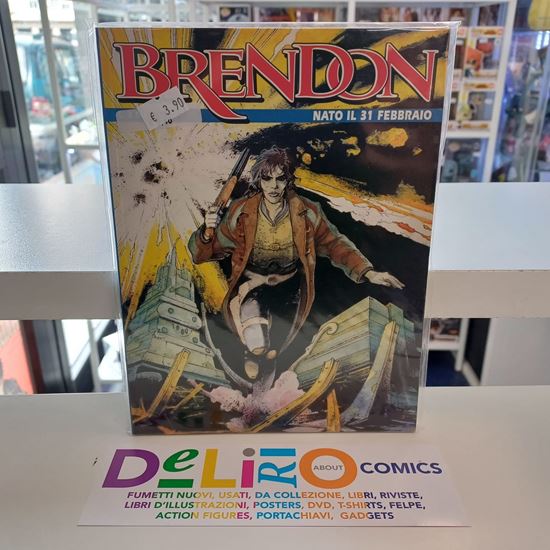 BRENDON
NATO IL 31 FEBBRAIO
€ 3.90
DeLiRiO
ABOUT
COMICS
FUMETTI NUOVI, USATI, DA COLLEZIONE, LIBRI, RIVISTE,
LIBRI D'ILLUSTRAZIONI, POSTERS, DVD, T-SHIRTS, FELPE,
ACTION FIGURES, PORTACHIAVI, GADGETS